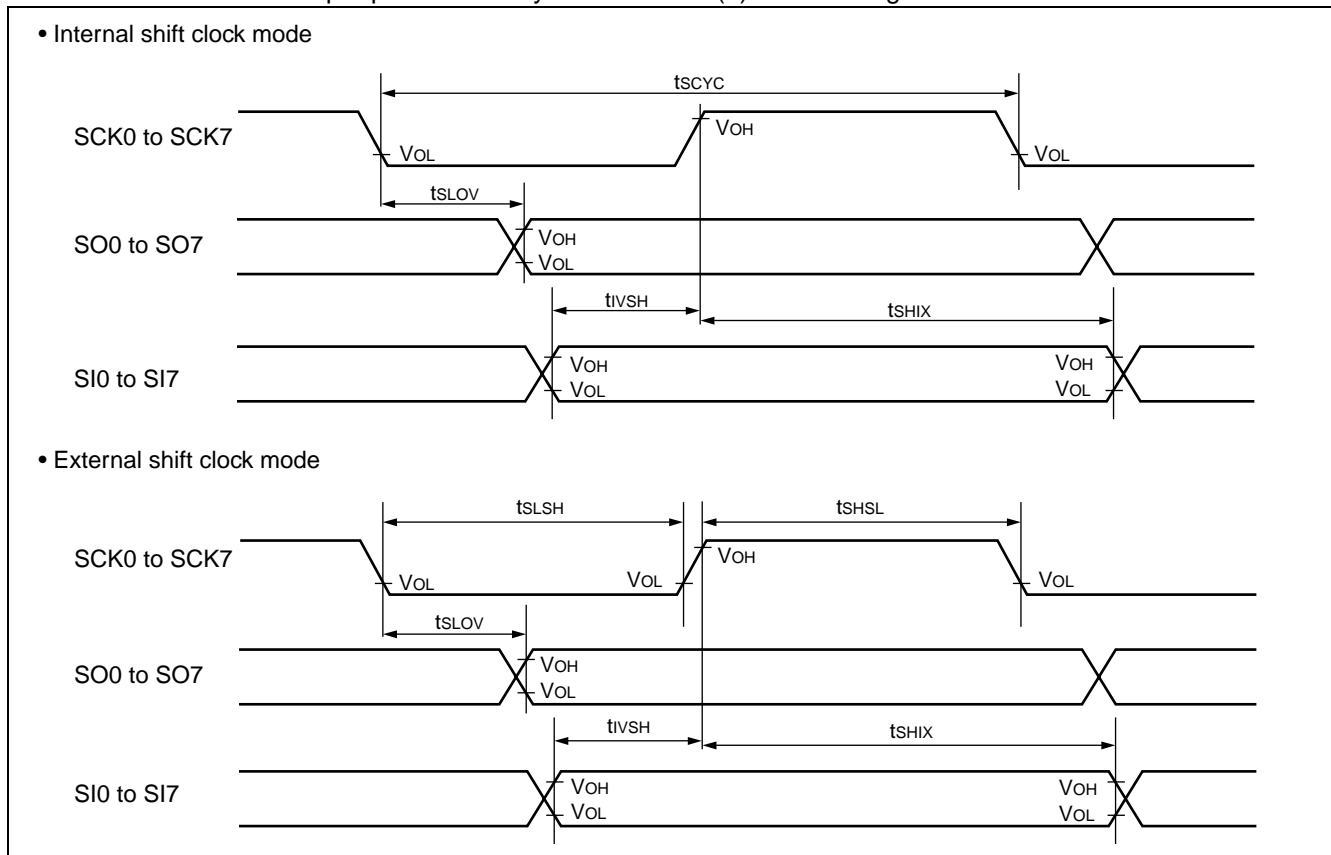 • Internal shift clock mode
tSCYC
SCK0 to SCK7
VOL
VOH
VOL
tSLOV
SO0 to SO7
VOH
VOL
tIVSH
tSHIX
SI0 to SI7
VOH
VOL
VOH
VOL
• External shift clock mode
tSLSH
tSHSL
SCK0 to SCK7
VOL
VOL
VOH
VOL
tSLOV
SO0 to SO7
VOH
VOL
tIVSH
tSHIX
SI0 to SI7
VOH
VOL
VOH
VOL